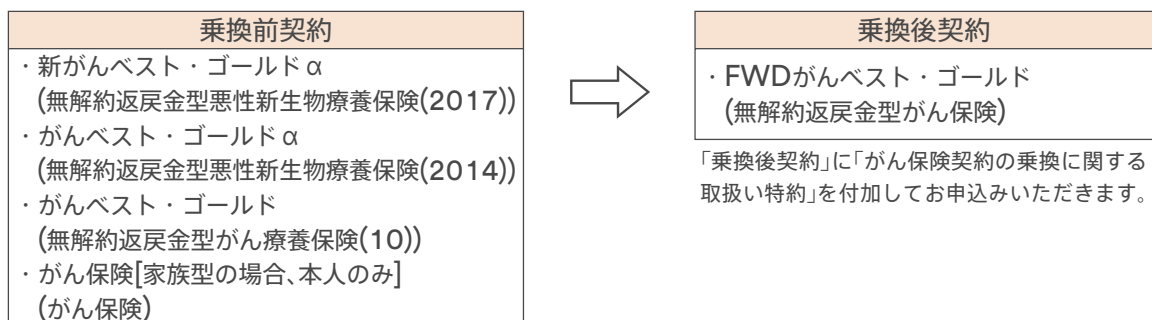 乗換前契約
・新がんベスト・ゴールドα
(無解約返戻金型悪性新生物療養保険(2017))
・がんベスト・ゴールドα
(無解約返戻金型悪性新生物療養保険(2014))
・がんベスト・ゴールド
(無解約返戻金型がん療養保険(10))
・がん保険[家族型の場合、本人のみ]
(がん保険)
乗換後契約
・FWDがんベスト・ゴールド
(無解約返戻金型がん保険)
「乗換後契約」に「がん保険契約の乗換に関する
取扱い特約」を付加してお申込みいただきます。